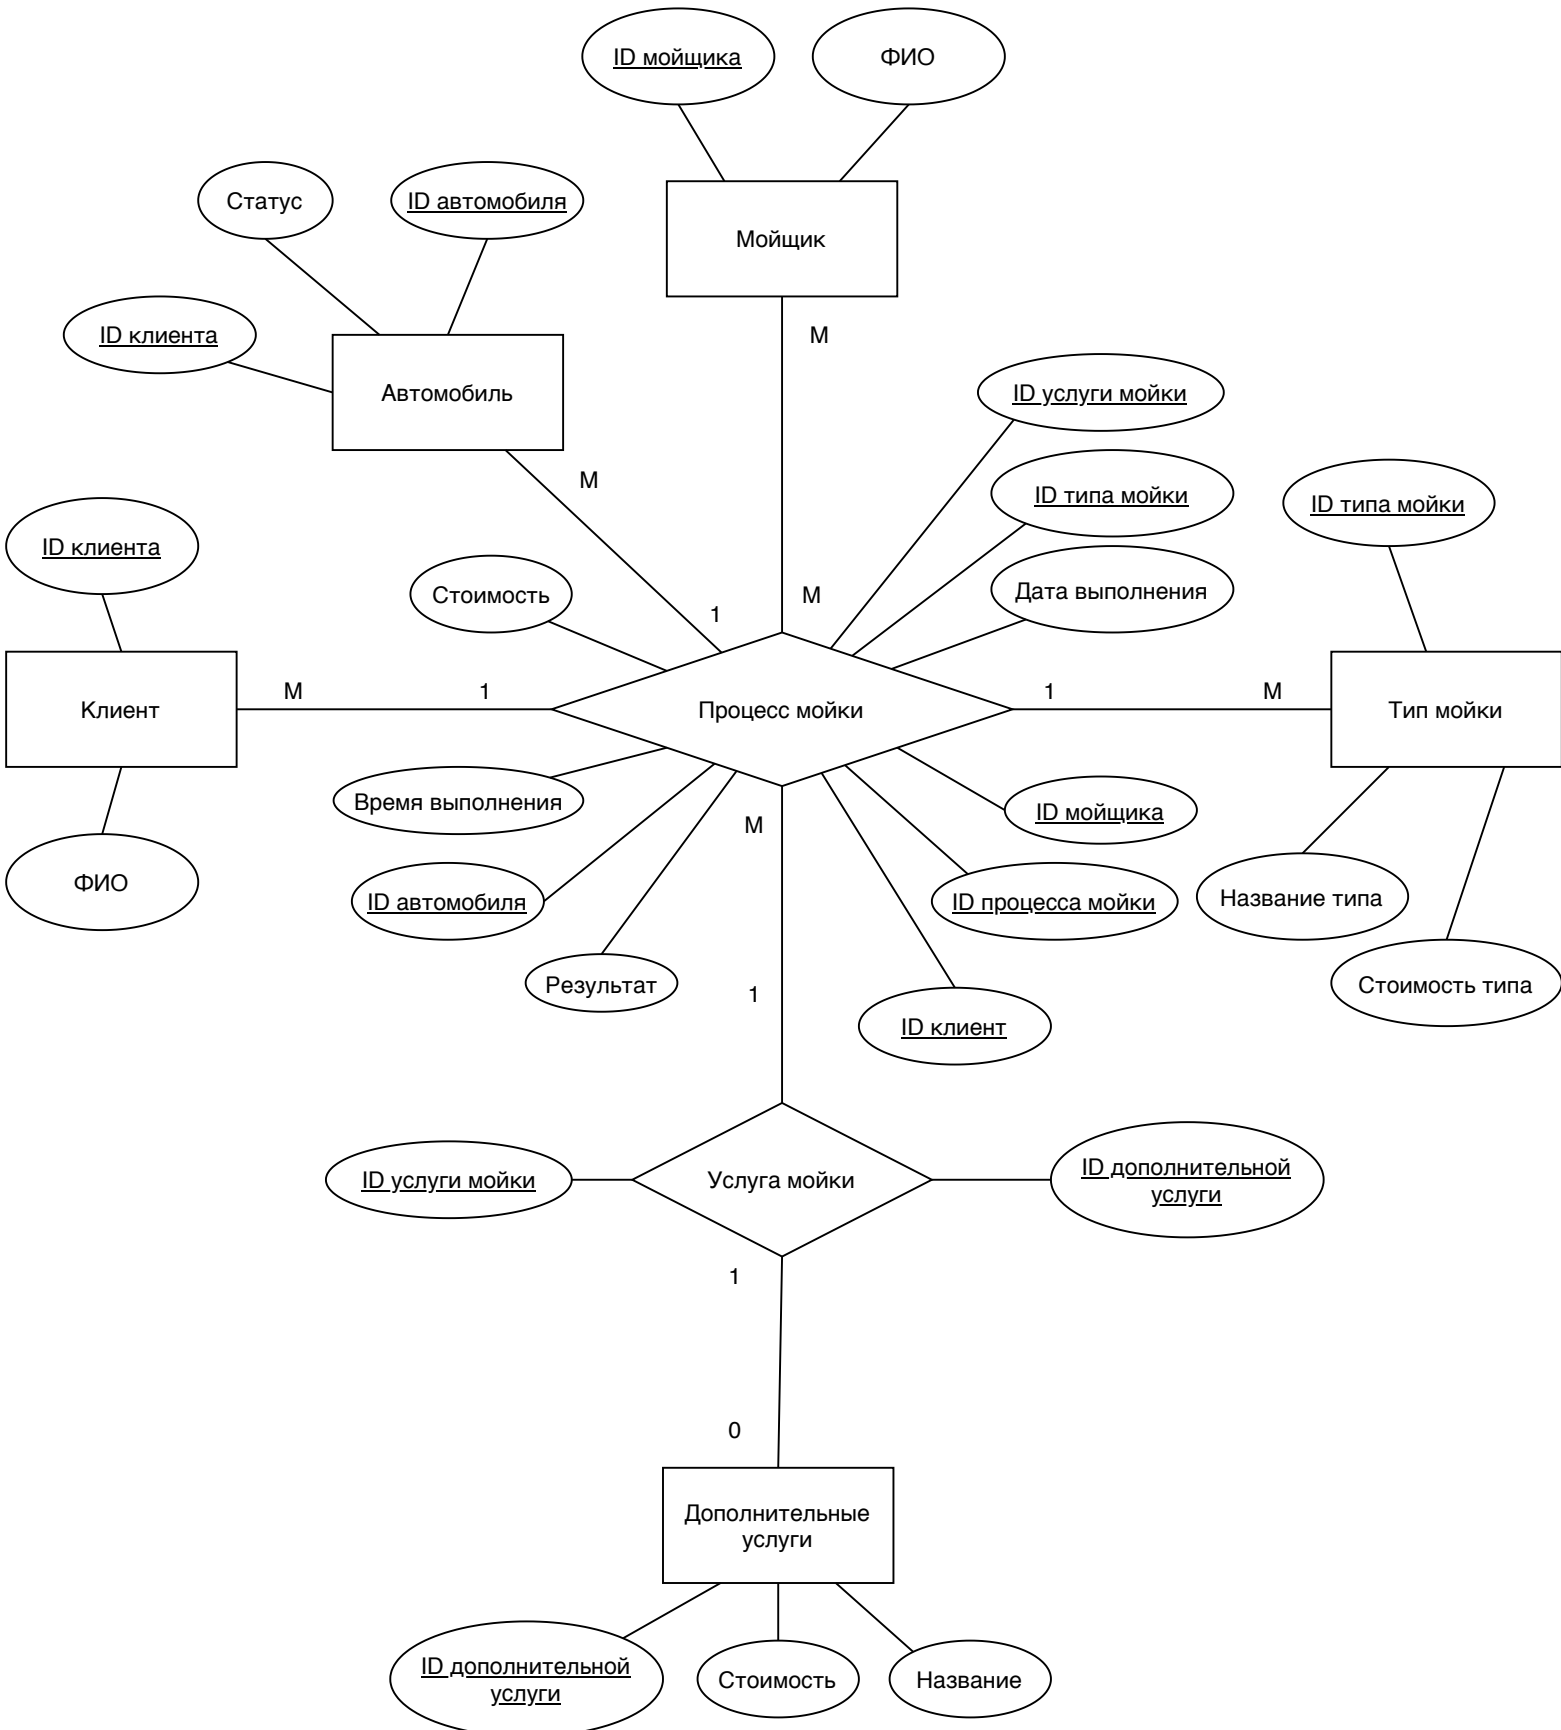 ID мойщика
ФИО
Статус
ID автомобиля
Мойщик
ID клиента
М
Автомобиль
ID услуги мойки
М
ID типа мойки
ID типа мойки
ID клиента
Стоимость
М
Дата выполнения
1
М
1
Процесс мойки
1
М
Клиент
Тип мойки
Время выполнения
М
ID мойщика
ФИО
ID автомобиля
ID процесса мойки
Название типа
Результат
1
ID клиент
Стоимость типа
ID услуги мойки
Услуга мойки
ID дополнительной
услуги
1
0
Дополнительные
услуги
ID дополнительной
услуги
Стоимость
Название